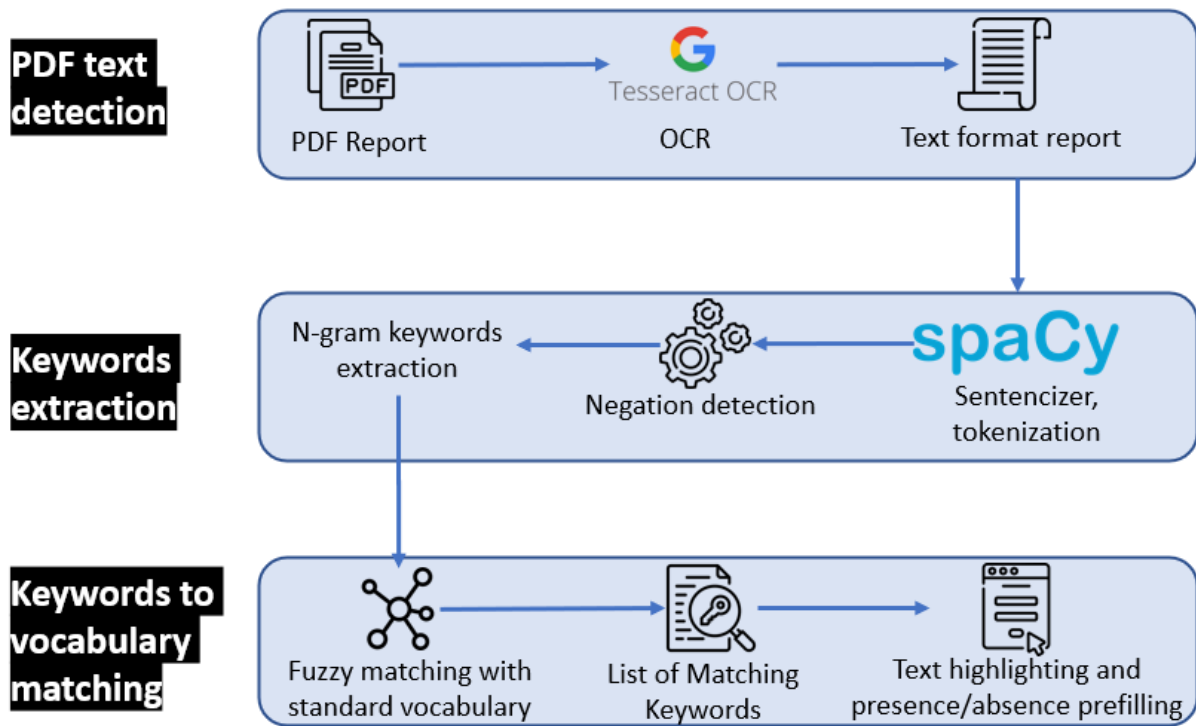 PDF text
detection
PDF
Tesseract OCR
PDF Report
OCR
Text format report
Keywords
extraction
N-gram keywords
extraction
Negation detection
spaCy
Sentencizer,
tokenization
Keywords to
vocabulary
matching
Fuzzy matching with
standard vocabulary
List of Matching
Keywords
Text highlighting and
presence/absence prefilling